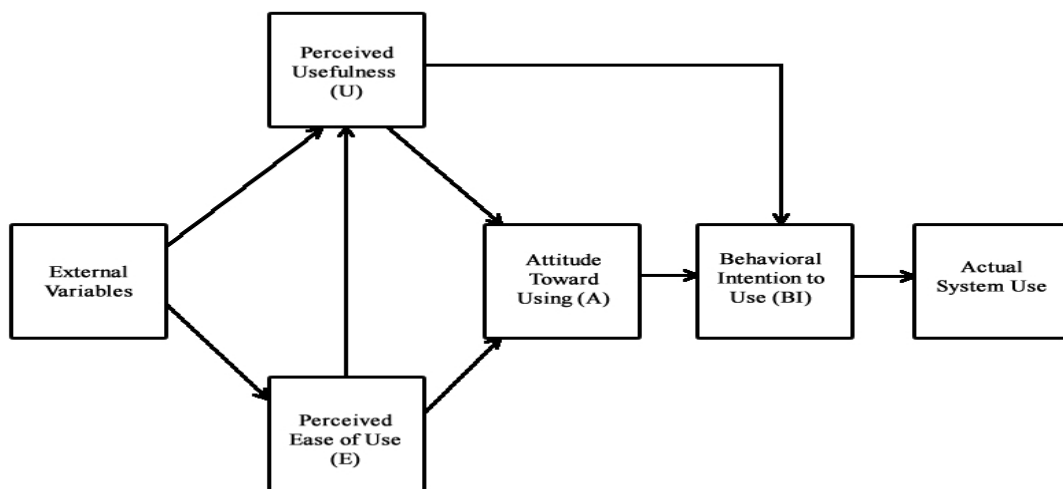 Perceived
Usefulness
(U)
External
Variables
Attitude
Toward
Using (A)
Behavioral
Intention to
Use (BI)
Actual
System Use
Perceived
Ease of Use
(E)